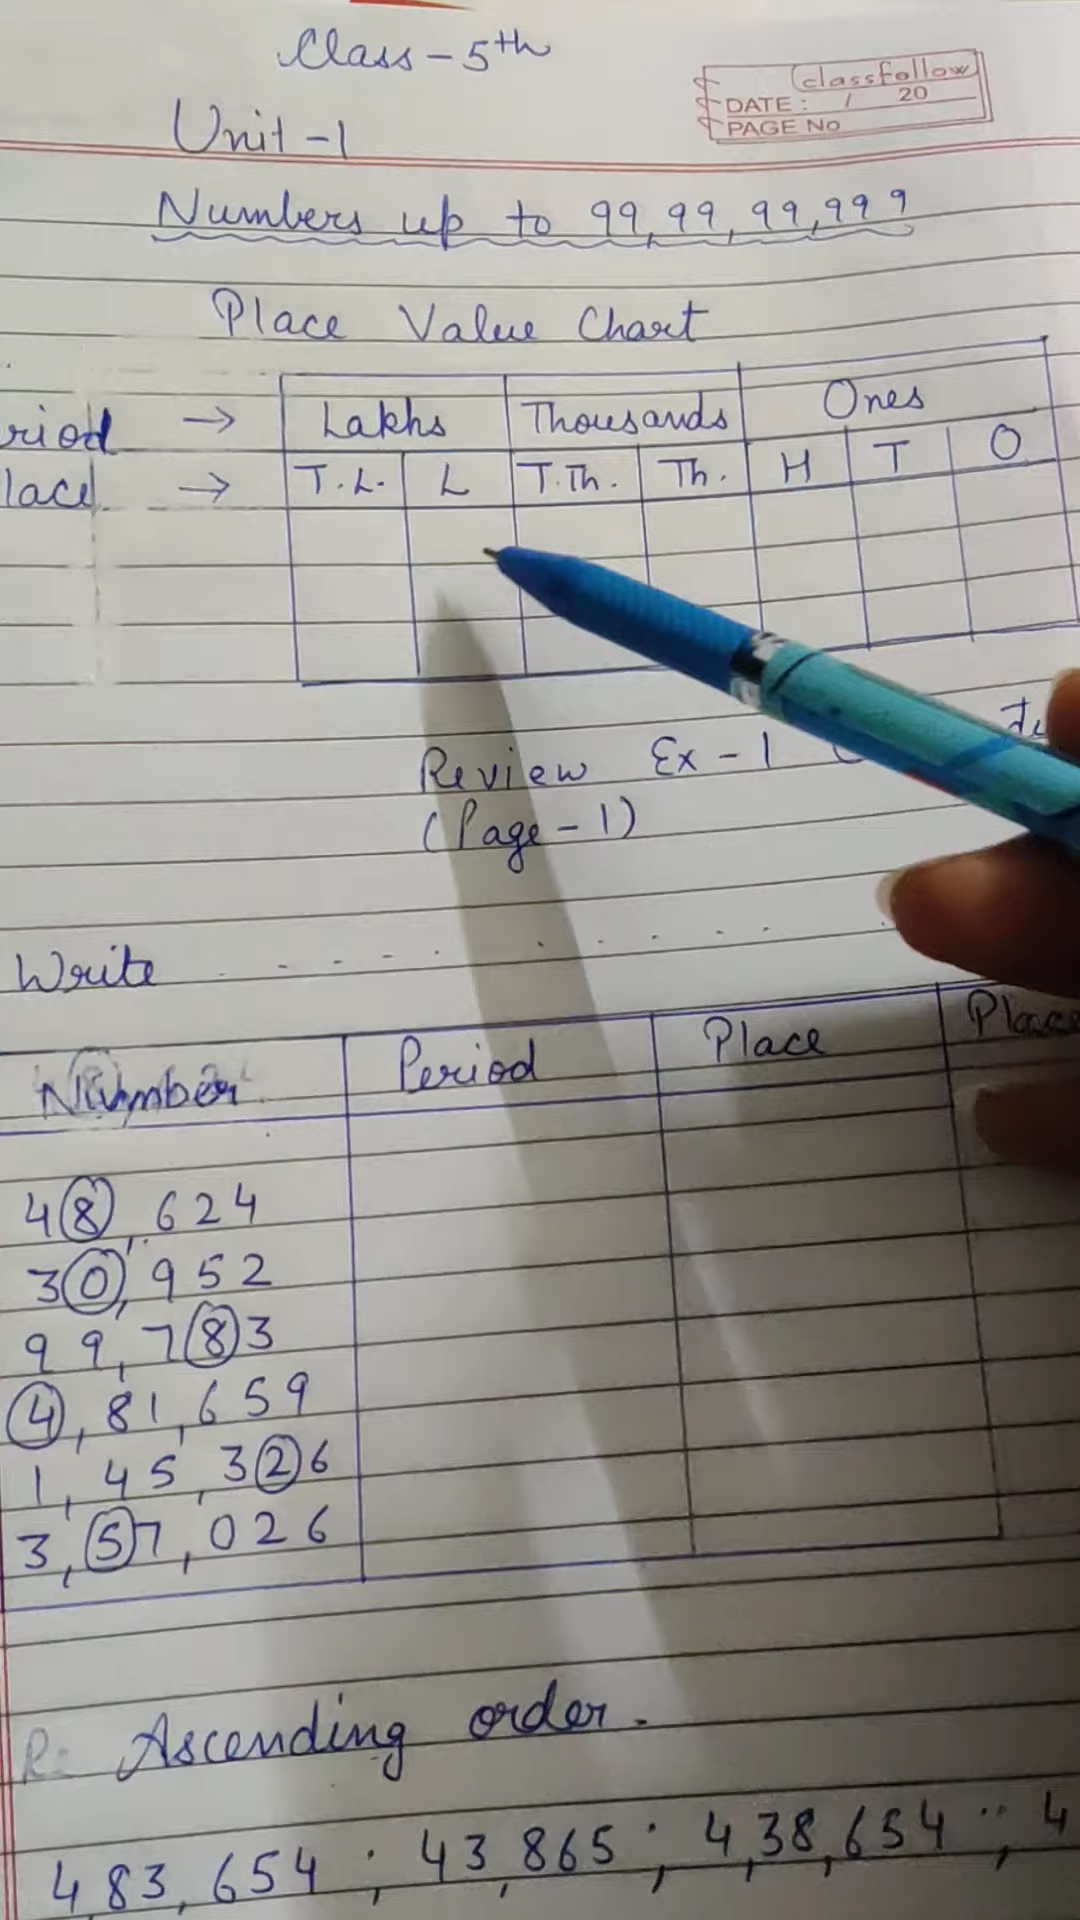 Class - 5th
classfollow
DATE: / 20
PAGE No
Unit - 1
Numbers up to 99,99,99,999
Place Value Chart
riod → Lakhs Thousands Ones
lace → T.L. L T.Th. Th. H T O
Review Ex - 1
(Page - 1)
Write
Number Period Place Place
48,624
30,952
99,783
4,81,659
1,45,326
3,57,026
Ascending order.
483,654 ; 43,865 ; 4,38,654 ; 4